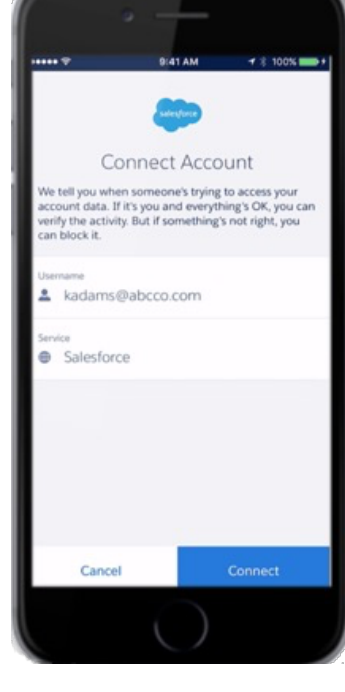 9:41 AM 100%
salesforce
Connect Account
We tell you when someone's trying to access your
account data. If it's you and everything's OK, you can
verify the activity. But if something's not right, you
can block it.
Username
kadams@abcco.com
Service
Salesforce
Cancel Connect